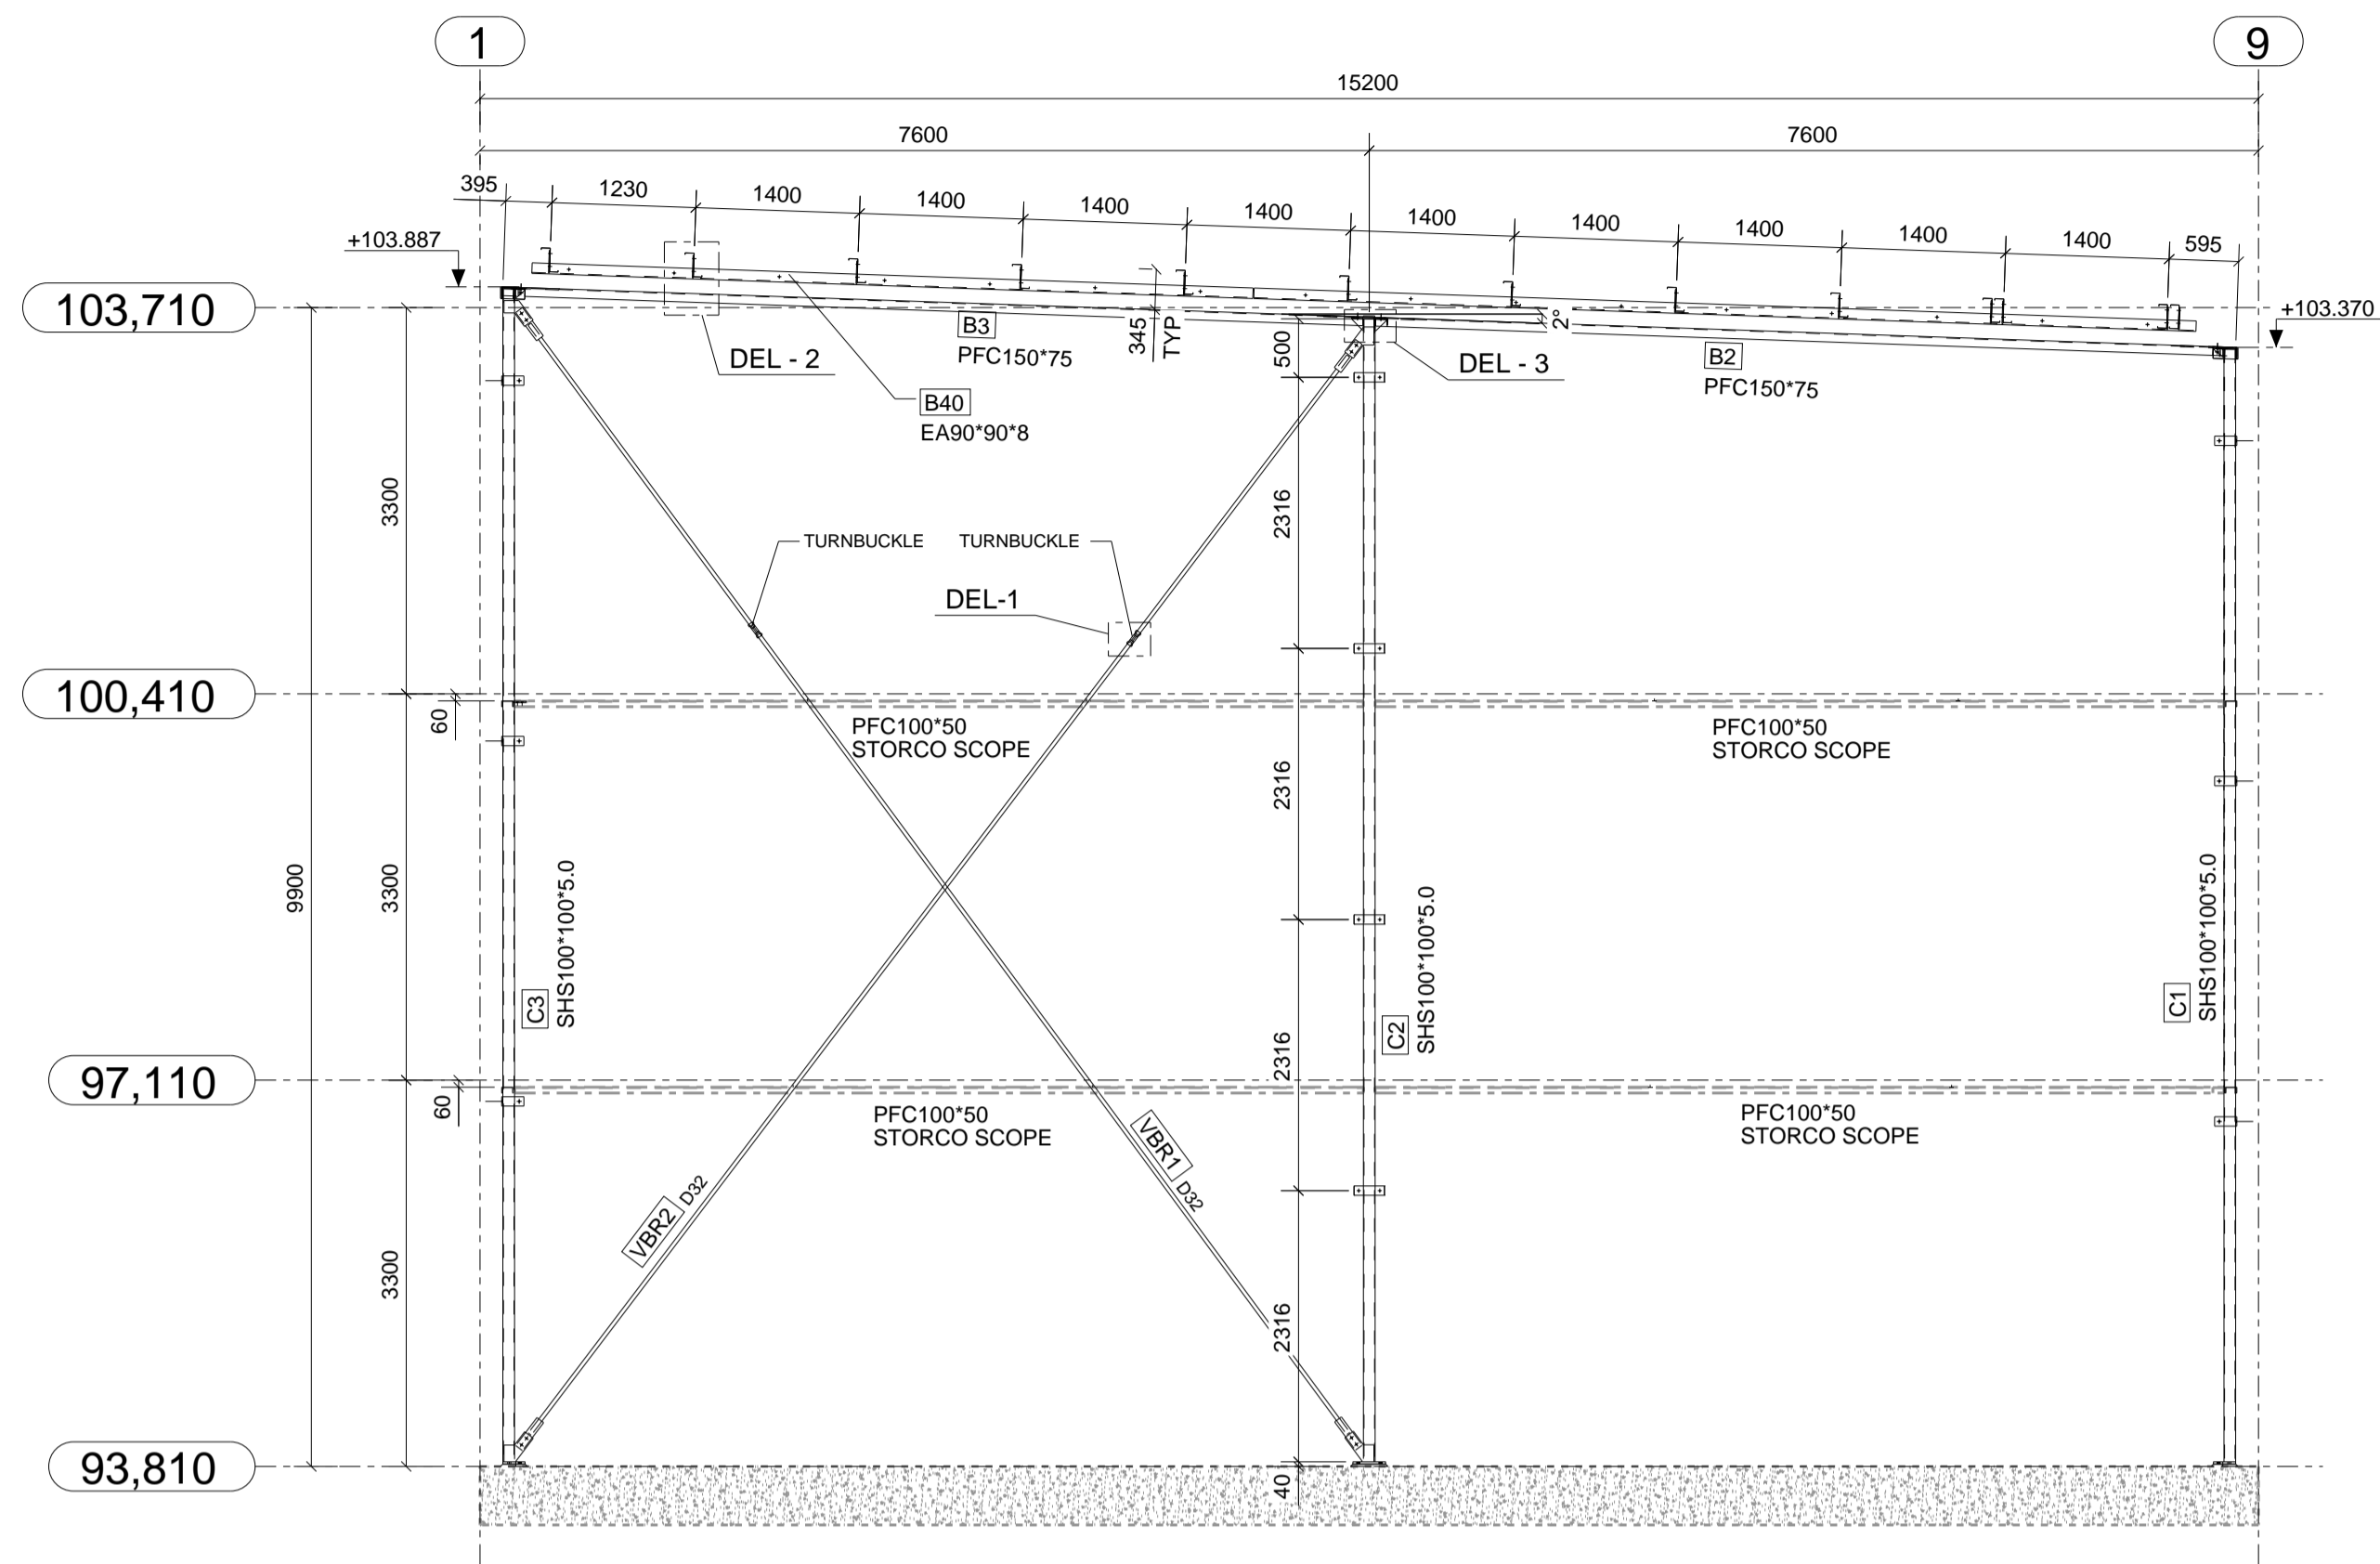 1
9
15200
7600
7600
395
1230
1400
1400
1400
1400
1400
1400
1400
1400
1400
595
+103.887
103,710
+103.370
B3
PFC150*75
345
TYP
500
2°
DEL - 2
DEL - 3
B2
PFC150*75
B40
EA90*90*8
3300
2316
TURNBUCKLE
TURNBUCKLE
DEL-1
100,410
60
PFC100*50
STORCO SCOPE
PFC100*50
STORCO SCOPE
2316
9900
3300
C3
SHS100*100*5.0
C2
SHS100*100*5.0
C1
SHS100*100*5.0
2316
97,110
60
PFC100*50
STORCO SCOPE
PFC100*50
STORCO SCOPE
VBR1
D32
VBR2
D32
3300
2316
93,810
40